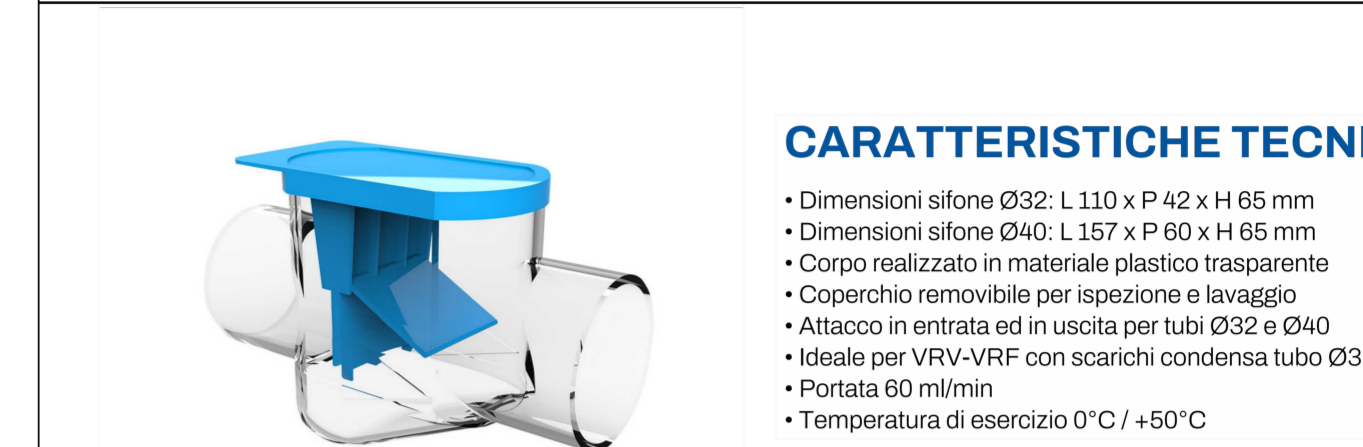 CARATTERISTICHE TECNI
• Dimensioni sifone Ø32: L 110 x P 42 x H 65 mm
• Dimensioni sifone Ø40: L 157 x P 60 x H 65 mm
• Corpo realizzato in materiale plastico trasparente
• Coperchio removibile per ispezione e lavaggio
• Attacco in entrata ed in uscita per tubi Ø32 e Ø40
• Ideale per VRV-VRF con scarichi condensa tubo Ø3
• Portata 60 ml/min
• Temperatura di esercizio 0°C / +50°C